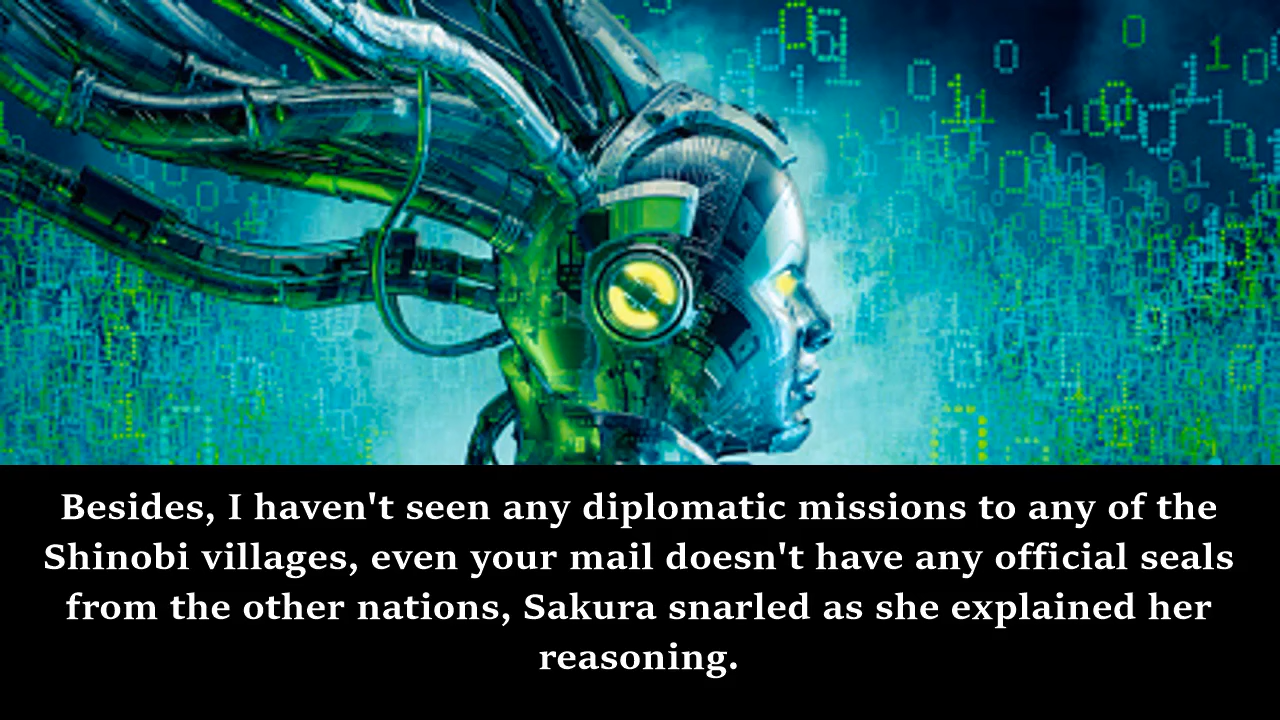 Besides, I haven't seen any diplomatic missions to any of the
Shinobi villages, even your mail doesn't have any official seals
from the other nations, Sakura snarled as she explained her
reasoning.